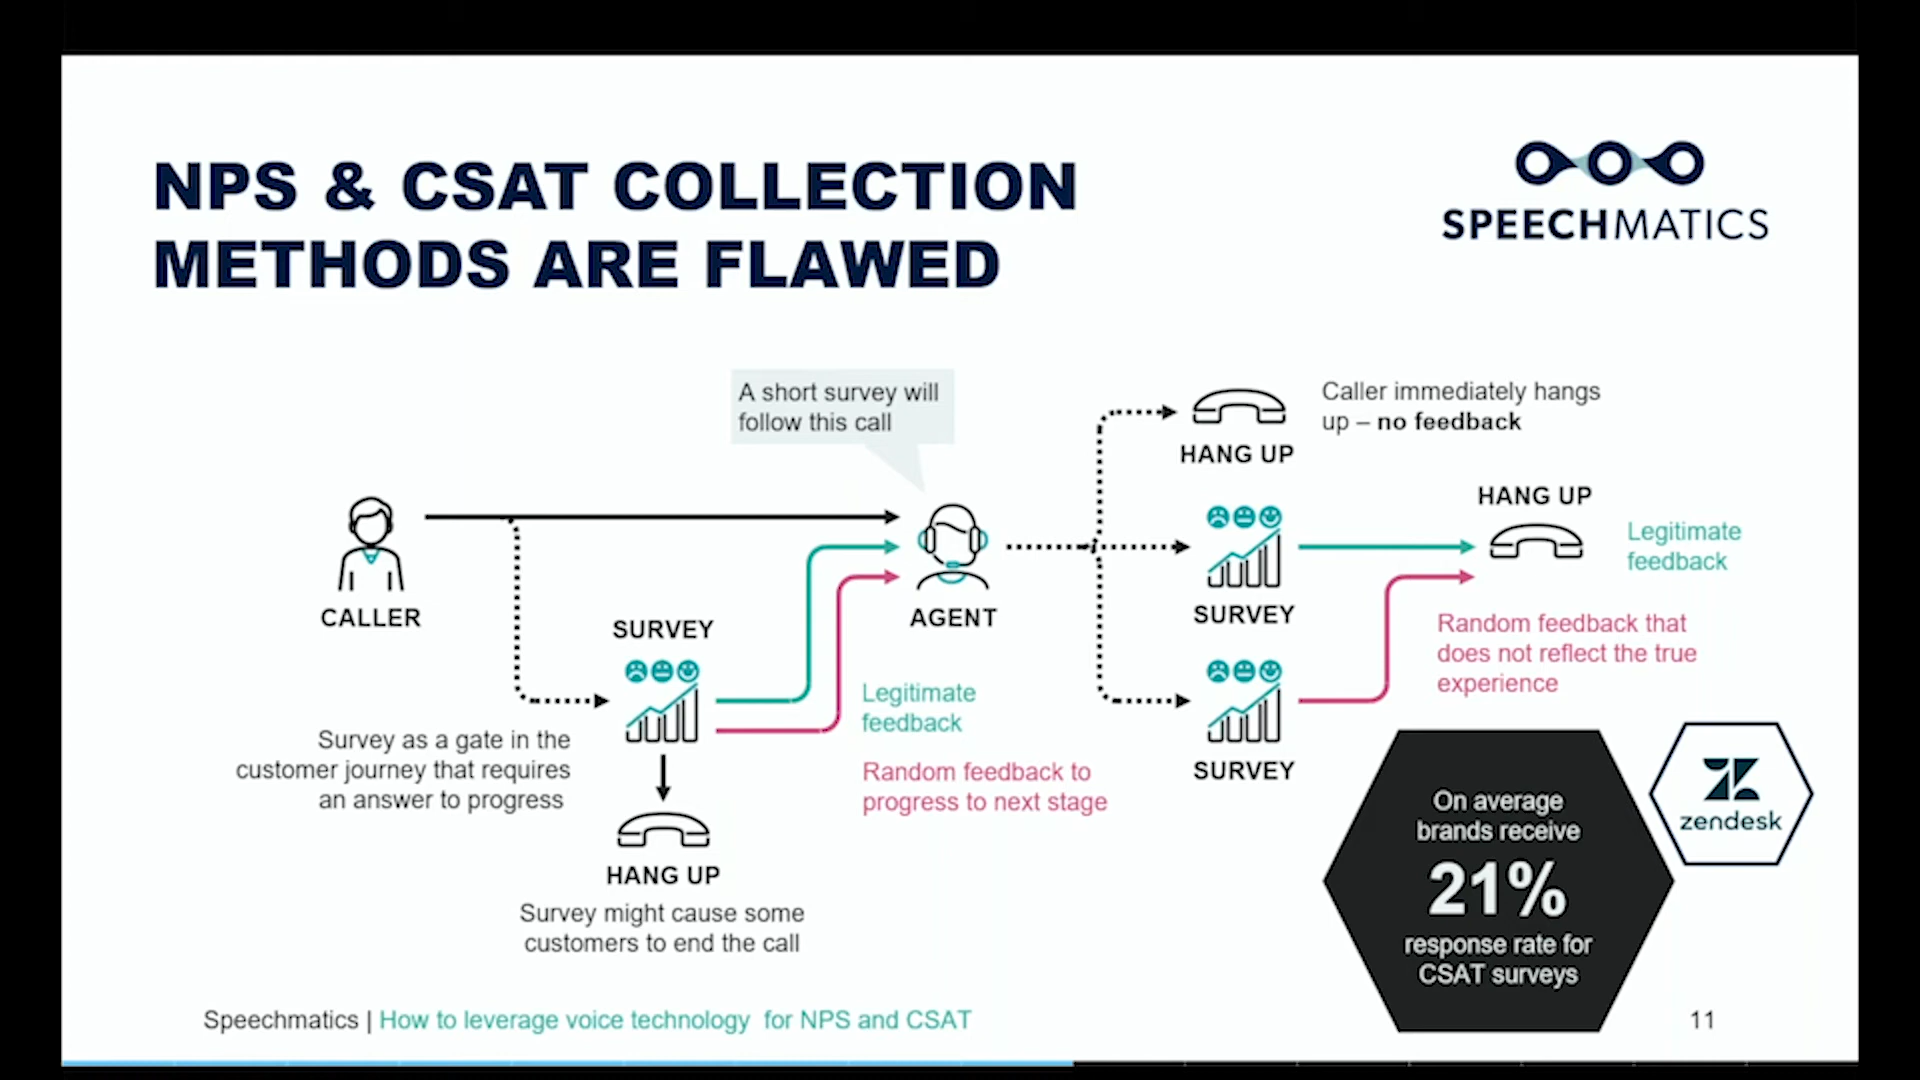 NPS & CSAT COLLECTION
METHODS ARE FLAWED
SPEECHMATICS
A short survey will
follow this call
CALLER
SURVEY
Survey as a gate in the
customer journey that requires
an answer to progress
HANG UP
Survey might cause some
customers to end the call
Legitimate
feedback
Random feedback to
progress to next stage
AGENT
HANG UP
Caller immediately hangs
up – no feedback
SURVEY
HANG UP
Legitimate
feedback
SURVEY
Random feedback that
does not reflect the true
experience
On average
brands receive
21%
response rate for
CSAT surveys
zendesk
Speechmatics | How to leverage voice technology for NPS and CSAT
11